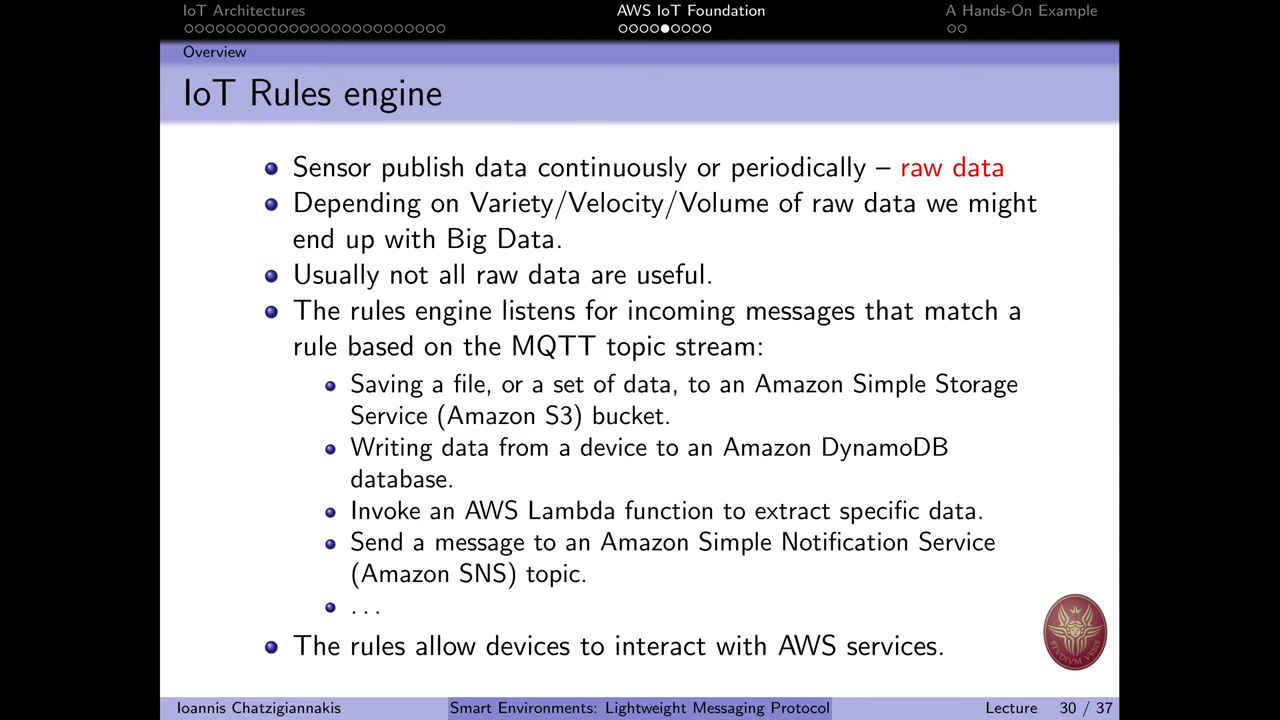 IoT Architectures
AWS IoT Foundation
A Hands-On Example
Overview
IoT Rules engine
Sensor publish data continuously or periodically – raw data
Depending on Variety/Velocity/Volume of raw data we might
end up with Big Data.
Usually not all raw data are useful.
The rules engine listens for incoming messages that match a
rule based on the MQTT topic stream:
Saving a file, or a set of data, to an Amazon Simple Storage
Service (Amazon S3) bucket.
Writing data from a device to an Amazon DynamoDB
database.
Invoke an AWS Lambda function to extract specific data.
Send a message to an Amazon Simple Notification Service
(Amazon SNS) topic.
...
The rules allow devices to interact with AWS services.
STVDIVM VRBIS
Ioannis Chatzigiannakis
Smart Environments: Lightweight Messaging Protocol
Lecture 30 / 37